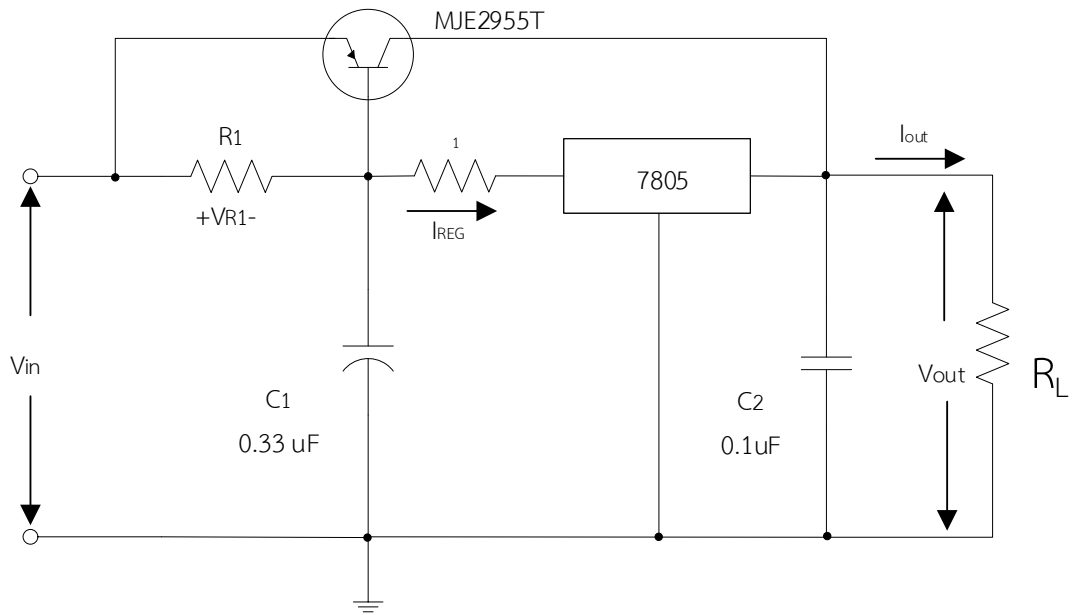 MJE2955T
R1
+VR1-
1
IREG
7805
Iout
Vin
C1
0.33 uF
C2
0.1uF
Vout
RL